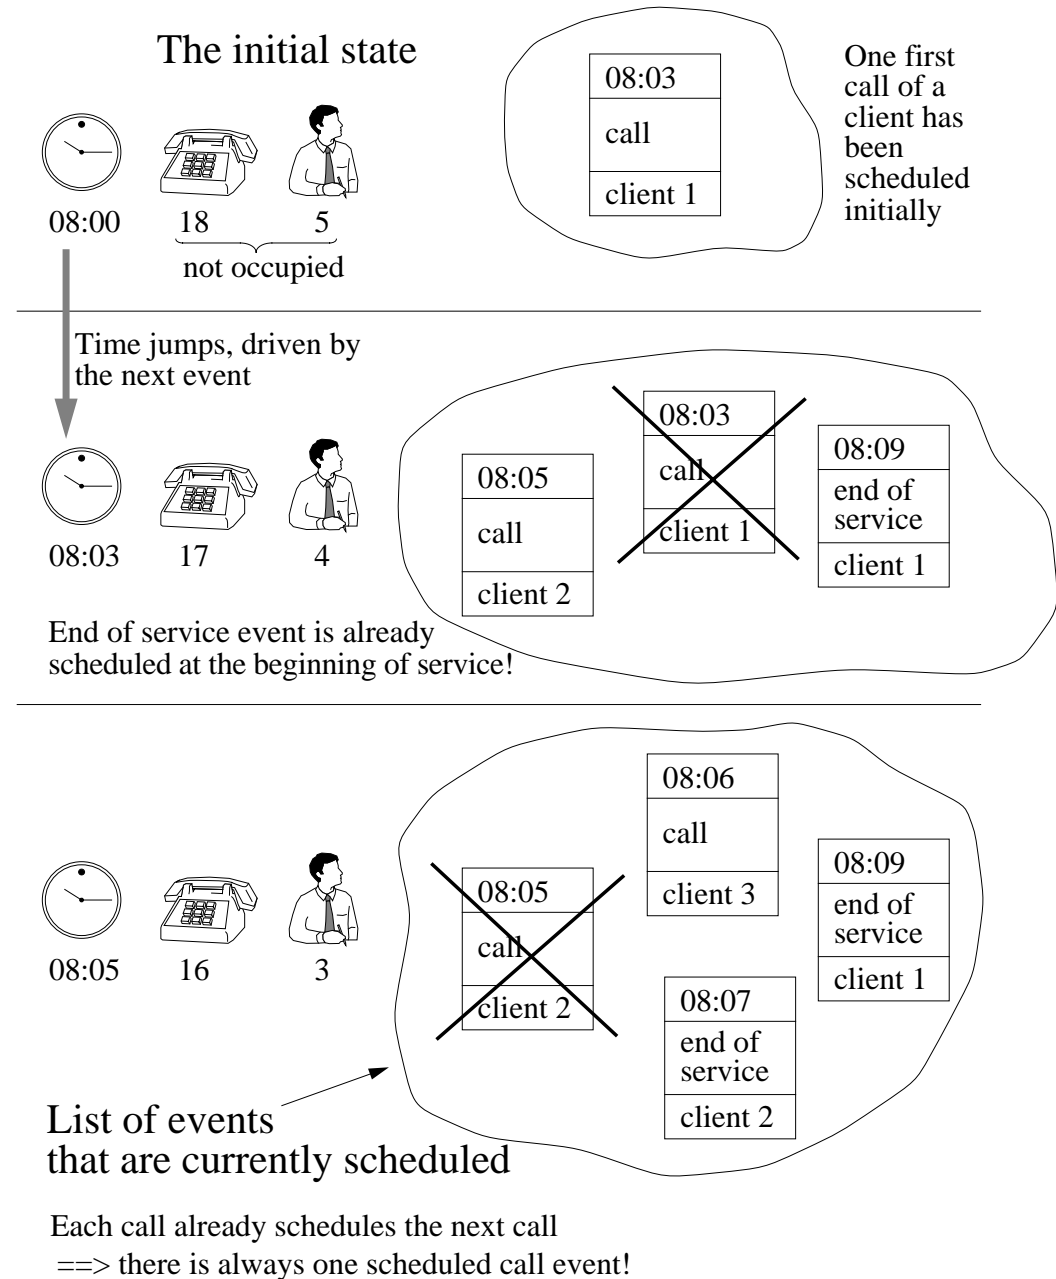 The initial state
08:03
call
client 1
One first
call of a
client has
been
scheduled
initially
08:00
18
5
not occupied
Time jumps, driven by
the next event
08:03
17
4
08:05
call
client 2
08:03
call
client 1
08:09
end of
service
client 1
End of service event is already
scheduled at the beginning of service!
08:05
16
3
08:05
call
client 2
08:06
call
client 3
08:09
end of
service
client 1
08:07
end of
service
client 2
List of events
that are currently scheduled
Each call already schedules the next call
==> there is always one scheduled call event!